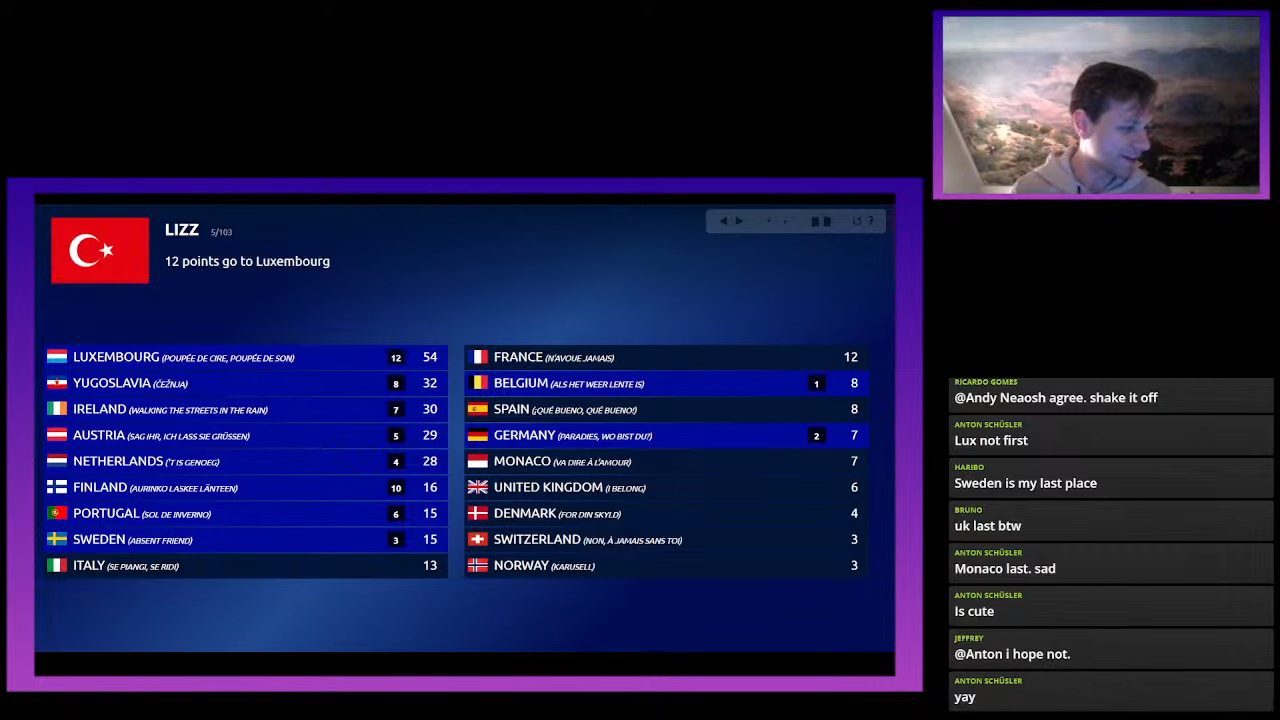 LIZZ 5/103
12 points go to Luxembourg
LUXEMBOURG (POUPÉE DE CIRE, POUPÉE DE SON) 12 54
YUGOSLAVIA (ČEŽNJA) 8 32
IRELAND (WALKING THE STREETS IN THE RAIN) 7 30
AUSTRIA (SAG IHR, ICH LASS SIE GRÜSSEN) 5 29
NETHERLANDS ('T IS GENOEG) 4 28
FINLAND (AURINKO LASKEE LÄNTEEN) 10 16
PORTUGAL (SOL DE INVERNO) 6 15
SWEDEN (ABSENT FRIEND) 3 15
ITALY (SE PIANGI, SE RIDI) 13
FRANCE (N'AVOUE JAMAIS) 12
BELGIUM (ALS HET WEER LENTE IS) 1 8
SPAIN (¡QUÉ BUENO, QUÉ BUENO!) 8
GERMANY (PARADIES, WO BIST DU?) 2 7
MONACO (VA DIRE À L'AMOUR) 7
UNITED KINGDOM (I BELONG) 6
DENMARK (FOR DIN SKYLD) 4
SWITZERLAND (NON, À JAMAIS SANS TOI) 3
NORWAY (KARUSELL) 3
RICARDO GOMES
@Andy Neaosh agree. shake it off
ANTON SCHÜSLER
Lux not first
HARIBO
Sweden is my last place
BRUNO
uk last btw
ANTON SCHÜSLER
Monaco last. sad
ANTON SCHÜSLER
Is cute
JEFFREY
@Anton i hope not.
ANTON SCHÜSLER
yay